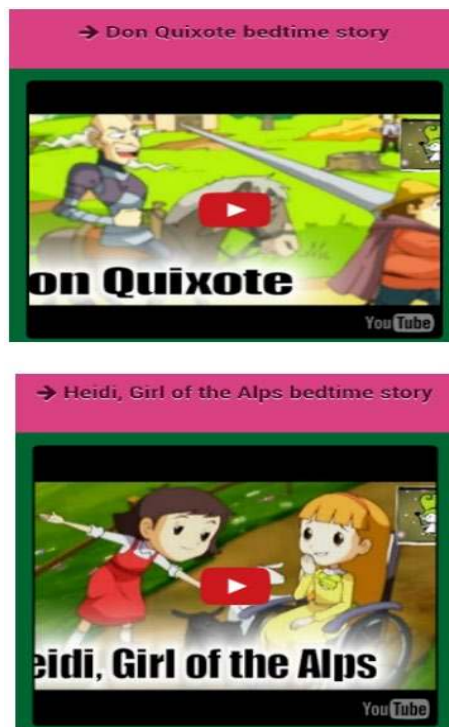 → Don Quixote bedtime story
on Quixote
YouTube
→ Heidi, Girl of the Alps bedtime story
eidi, Girl of the Alps
YouTube